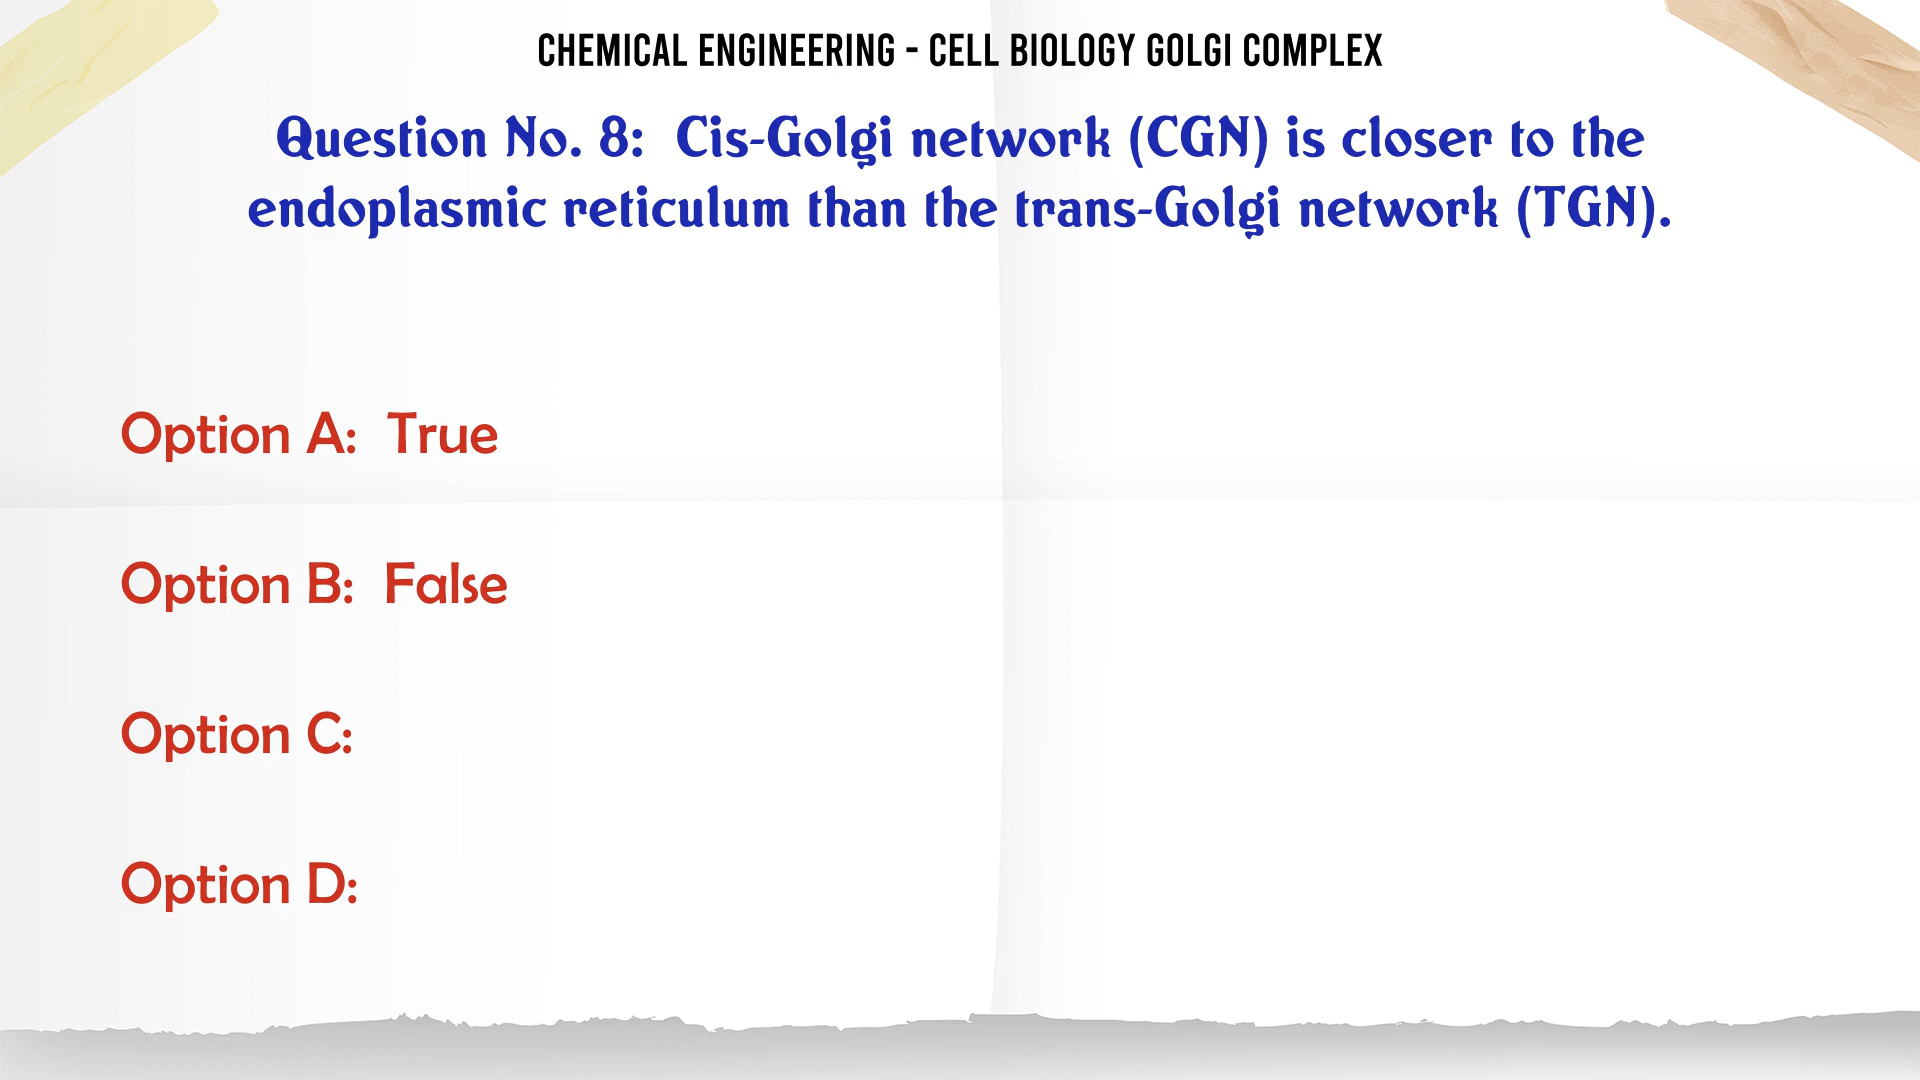 CHEMICAL ENGINEERING - CELL BIOLOGY GOLGI COMPLEX
Question No. 8: Cis-Golgi network (CGN) is closer to the
endoplasmic reticulum than the trans-Golgi network (TGN).
Option A: True
Option B: False
Option C:
Option D: